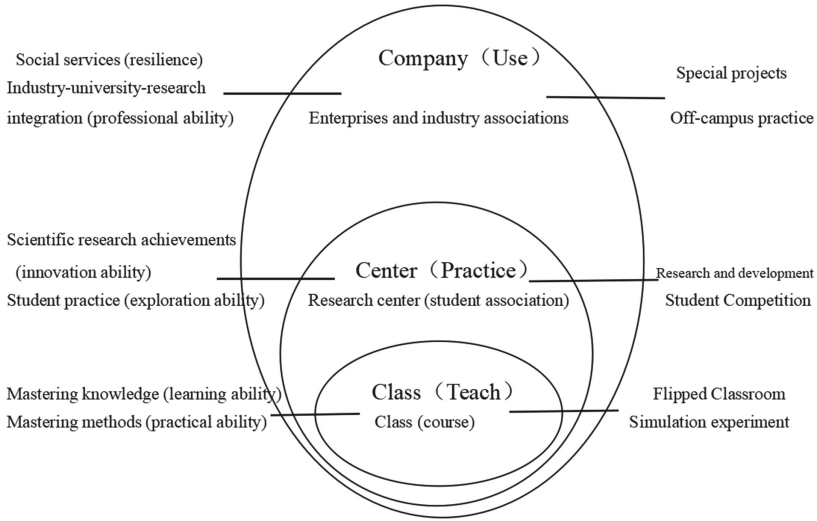 Social services (resilience)
Industry-university-research
integration (professional ability)
Company（Use）
Enterprises and industry associations
Special projects
Off-campus practice
Scientific research achievements
(innovation ability)
Student practice (exploration ability)
Center（Practice）
Research center (student association)
Research and development
Student Competition
Mastering knowledge (learning ability)
Mastering methods (practical ability)
Class（Teach）
Class (course)
Flipped Classroom
Simulation experiment